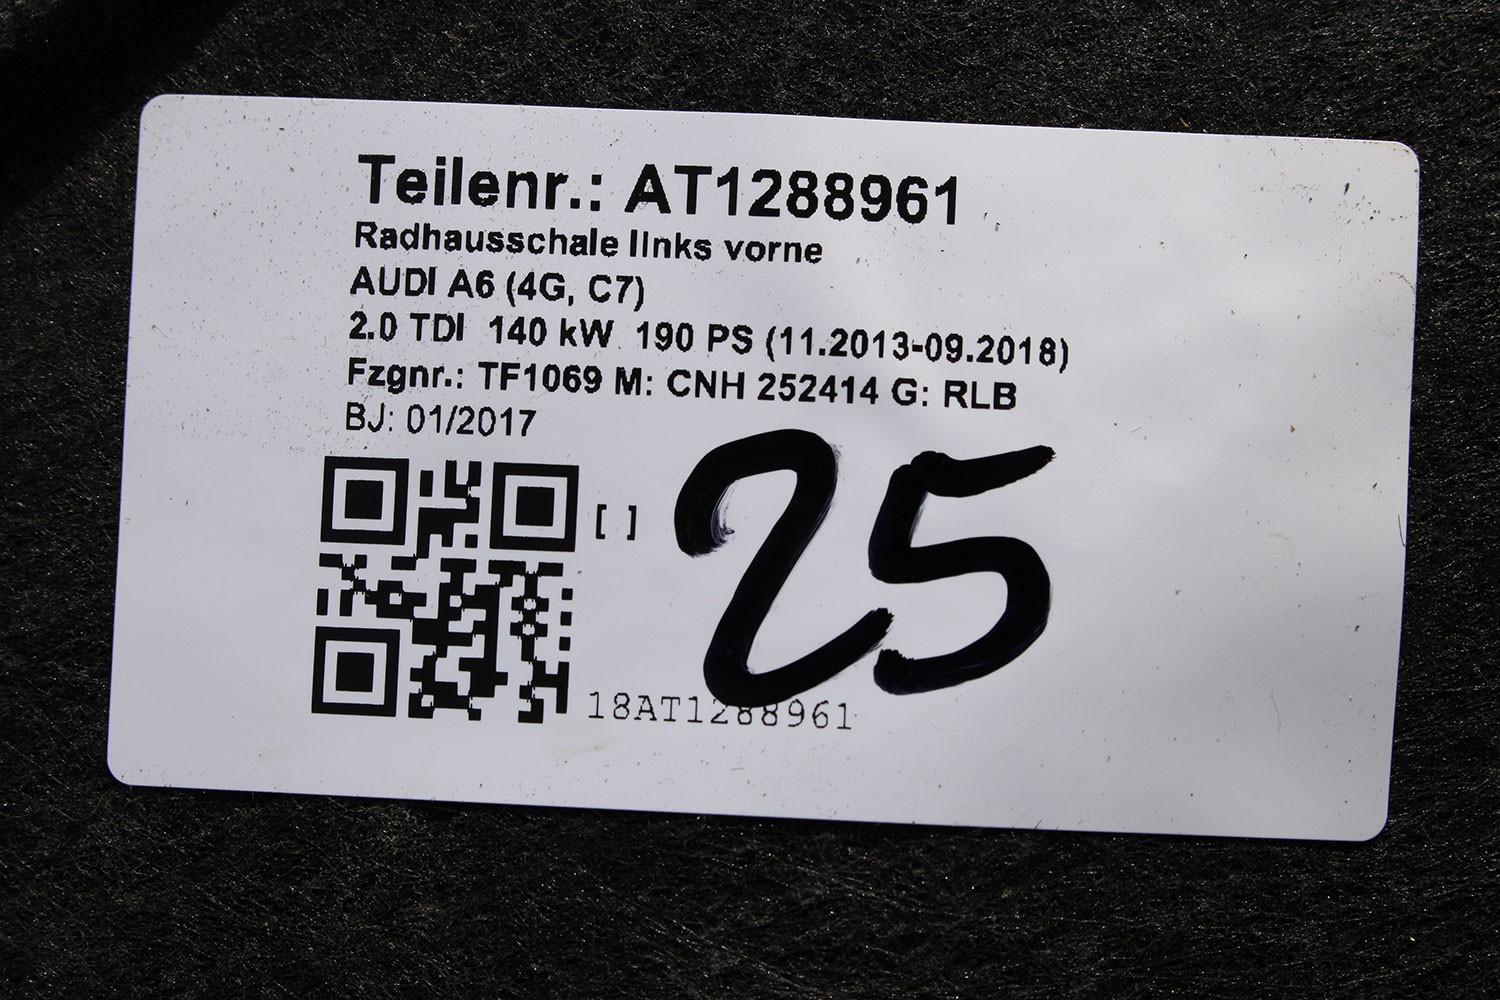 Teilenr.: AT1288961
Radhausschale links vorne
AUDI A6 (4G, C7)
2.0 TDI 140 kW 190 PS (11.2013-09.2018)
Fzgnr.: TF1069 M: CNH 252414 G: RLB
BJ: 01/2017
[ ]
25
18AT1288961